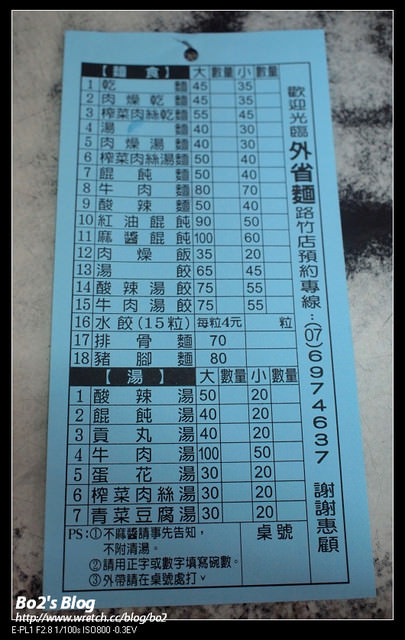 【麵食】 大 數量 小 數量
1 乾麵 45 35
2 肉燥乾麵 45 35
3 榨菜肉絲乾麵 55 45
4 湯麵 40 30
5 肉燥湯麵 40 30
6 榨菜肉絲湯麵 50 40
7 餛飩麵 50 40
8 牛肉麵 80 70
9 酸辣麵 50 40
10 紅油餛飩 90 50
11 麻醬餛飩 100 60
12 肉燥飯 35 20
13 湯餃 65 45
14 酸辣湯餃 75 55
15 牛肉湯餃 75 55
16 水餃(15粒) 每粒4元 粒
17 排骨麵 70
18 豬腳麵 80
【湯】 大 數量 小 數量
1 酸辣湯 50 20
2 餛飩湯 40 20
3 貢丸湯 40 20
4 牛肉湯 100 50
5 蛋花湯 30 20
6 榨菜肉絲湯 30 20
7 青菜豆腐湯 30 20
PS:①不麻醬請事先告知,
不附清湯。
②請用正字或數字填寫碗數。
③外帶請在桌號處打ˇ
桌號
歡迎光臨 外省麵 路竹店預約專線:(07)6974637 謝謝惠顧
Bo2's Blog
http://www.wretch.cc/blog/bo2
E-PL1 F2.8 1/100s ISO800 -0.3EV